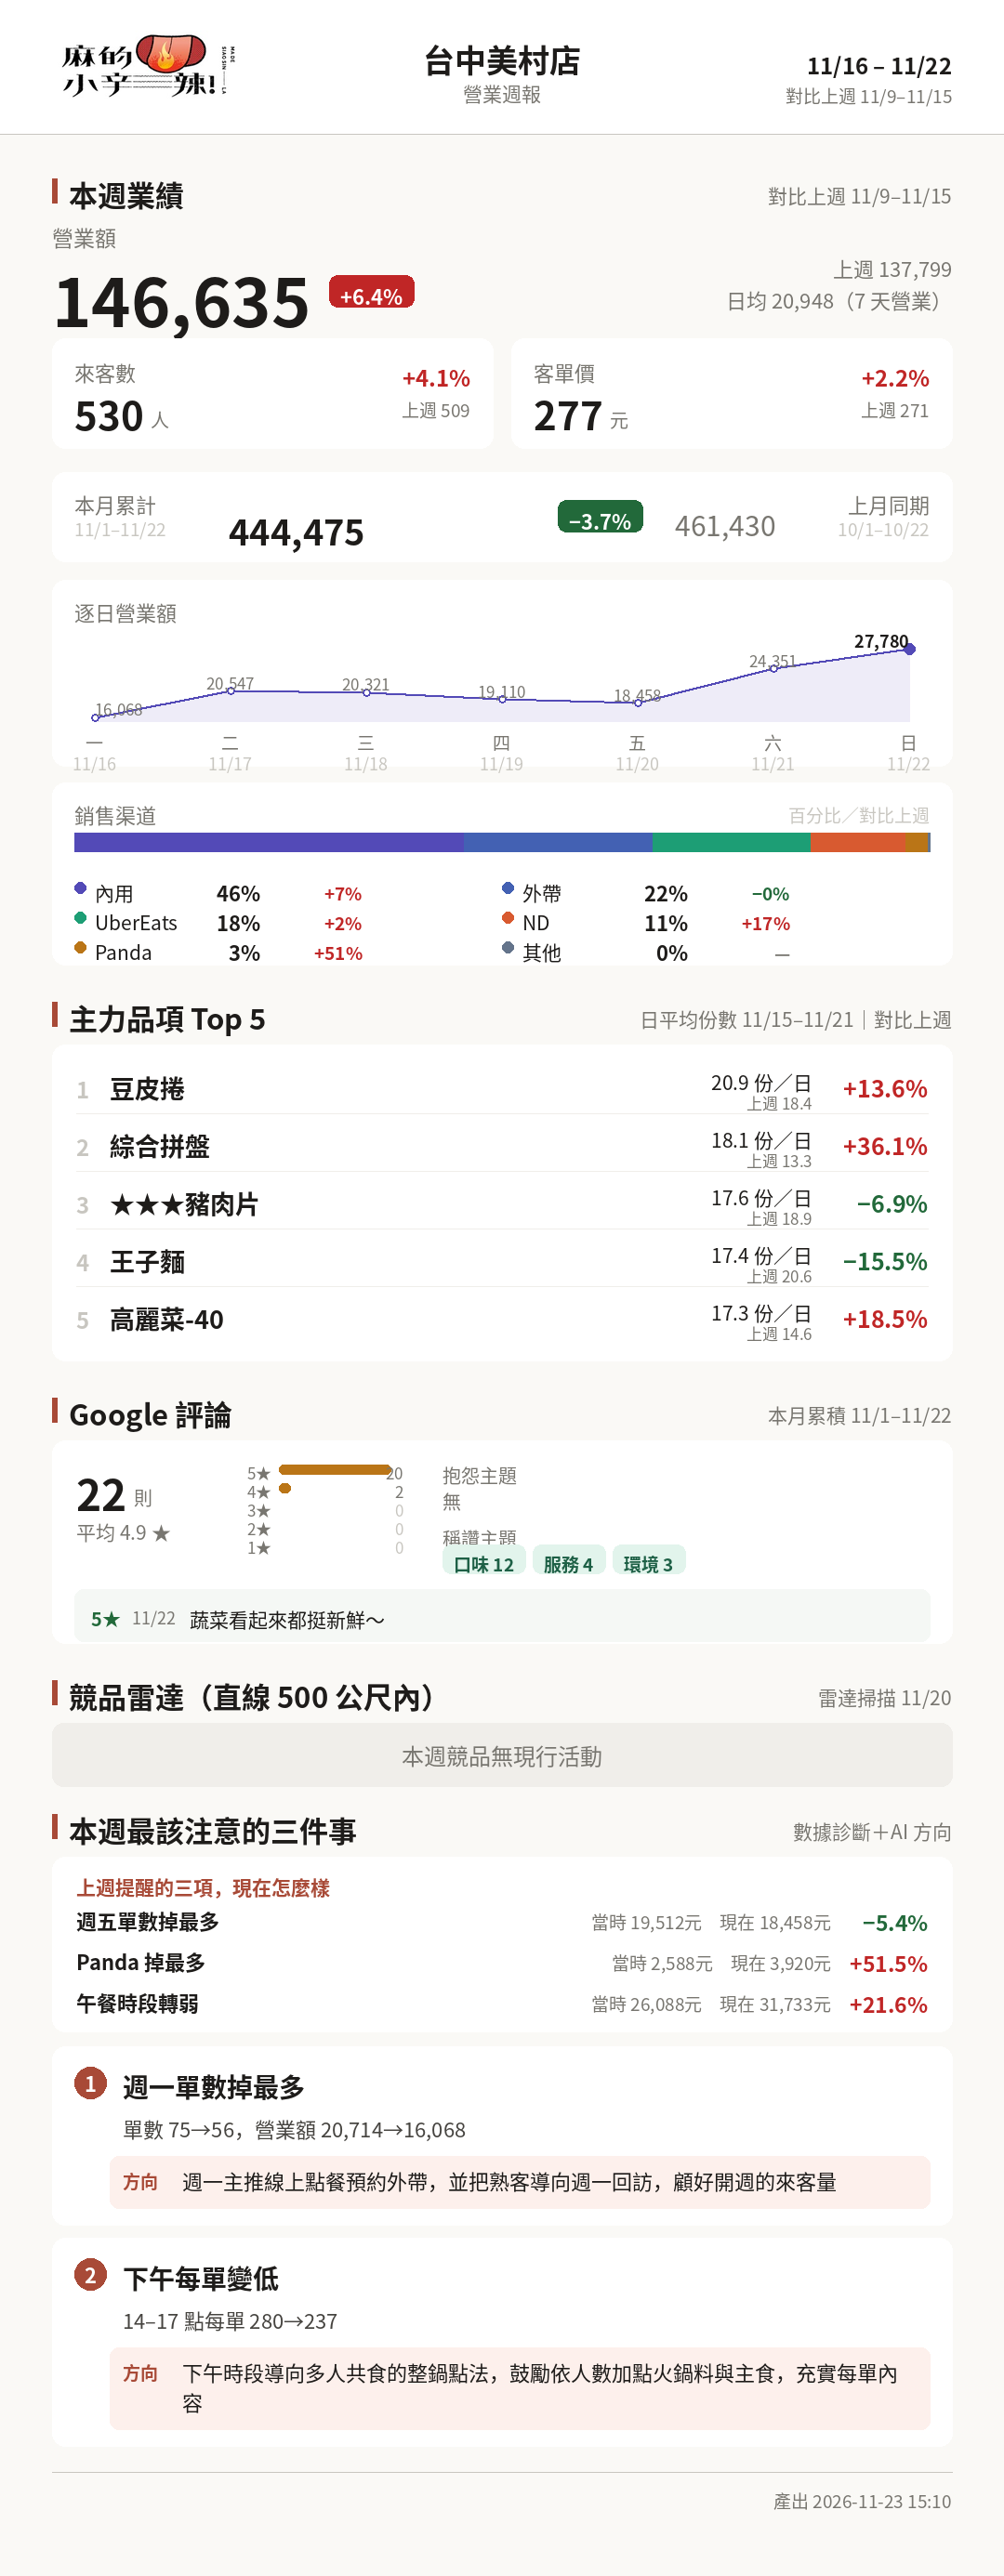 麻的
小辛一辣!
台中美村店
營業週報
11/16 – 11/22
對比上週 11/9–11/15
本週業績
對比上週 11/9–11/15
營業額
146,635
+6.4%
上週 137,799
日均 20,948（7 天營業）
來客數
530 人
+4.1%
上週 509
客單價
277 元
+2.2%
上週 271
本月累計
11/1–11/22
444,475
−3.7%
461,430
上月同期
10/1–10/22
逐日營業額
16,068
20,547
20,321
19,110
18,458
24,351
27,780
一 二 三 四 五 六 日
11/16 11/17 11/18 11/19 11/20 11/21 11/22
銷售渠道
百分比／對比上週
內用 46% +7%
外帶 22% −0%
UberEats 18% +2%
ND 11% +17%
Panda 3% +51%
其他 0% —
主力品項 Top 5
日平均份數 11/15–11/21｜對比上週
1 豆皮捲 20.9 份／日 +13.6%
上週 18.4
2 綜合拼盤 18.1 份／日 +36.1%
上週 13.3
3 ★★★豬肉片 17.6 份／日 −6.9%
上週 18.9
4 王子麵 17.4 份／日 −15.5%
上週 20.6
5 高麗菜-40 17.3 份／日 +18.5%
上週 14.6
Google 評論
本月累積 11/1–11/22
22 則
平均 4.9 ★
5★ 20
4★ 2
3★ 0
2★ 0
1★ 0
抱怨主題
無
稱讚主題
口味 12 服務 4 環境 3
5★ 11/22 蔬菜看起來都挺新鮮～
競品雷達（直線 500 公尺內）
雷達掃描 11/20
本週競品無現行活動
本週最該注意的三件事
數據診斷＋AI 方向
上週提醒的三項，現在怎麼樣
週五單數掉最多 當時 19,512元 現在 18,458元 −5.4%
Panda 掉最多 當時 2,588元 現在 3,920元 +51.5%
午餐時段轉弱 當時 26,088元 現在 31,733元 +21.6%
1 週一單數掉最多
單數 75→56，營業額 20,714→16,068
方向 週一主推線上點餐預約外帶，並把熟客導向週一回訪，顧好開週的來客量
2 下午每單變低
14–17 點每單 280→237
方向 下午時段導向多人共食的整鍋點法，鼓勵依人數加點火鍋料與主食，充實每單內
容
產出 2026-11-23 15:10